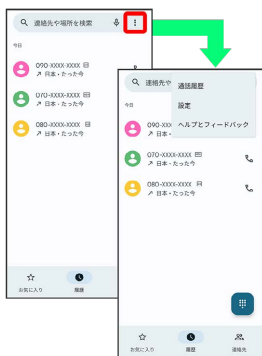 連絡先や場所を検索
今日
090-XXXX-XXXX
日本・たった今
070-XXXX-XXXX
日本・たった今
080-XXXX-XXXX
日本・たった今
お気に入り
履歴
連絡先や
通話履歴
設定
ヘルプとフィードバック
今日
090-XXX
日本・
070-XXXX-XXXX
日本・たった今
080-XXXX-XXXX
日本・たった今
お気に入り
履歴
連絡先